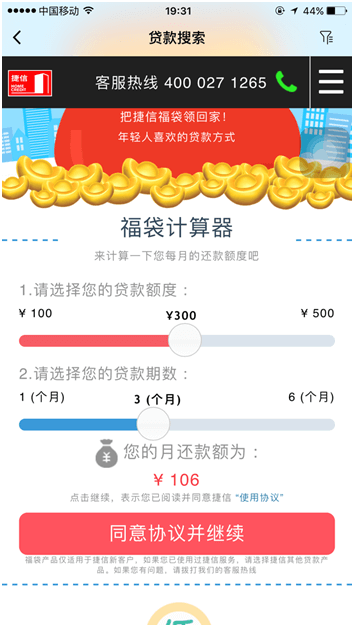 中国移动
19:31
44%
贷款搜索
捷信
HOME CREDIT
客服热线 400 027 1265
把捷信福袋领回家!
年轻人喜欢的贷款方式
福袋计算器
来计算一下您每月的还款额度吧
1.请选择您的贷款额度：
¥ 100
¥300
¥ 500
2.请选择您的贷款期数：
1 (个月)
3 (个月)
6 (个月)
您的月还款额为：
¥ 106
点击继续，表示您已阅读并同意捷信 “使用协议”
同意协议并继续
福袋产品仅适用于捷信新客户，如果您已使用过捷信服务，请选择捷信其他贷款产
品。如果您有问题，请拨打我们的客服热线